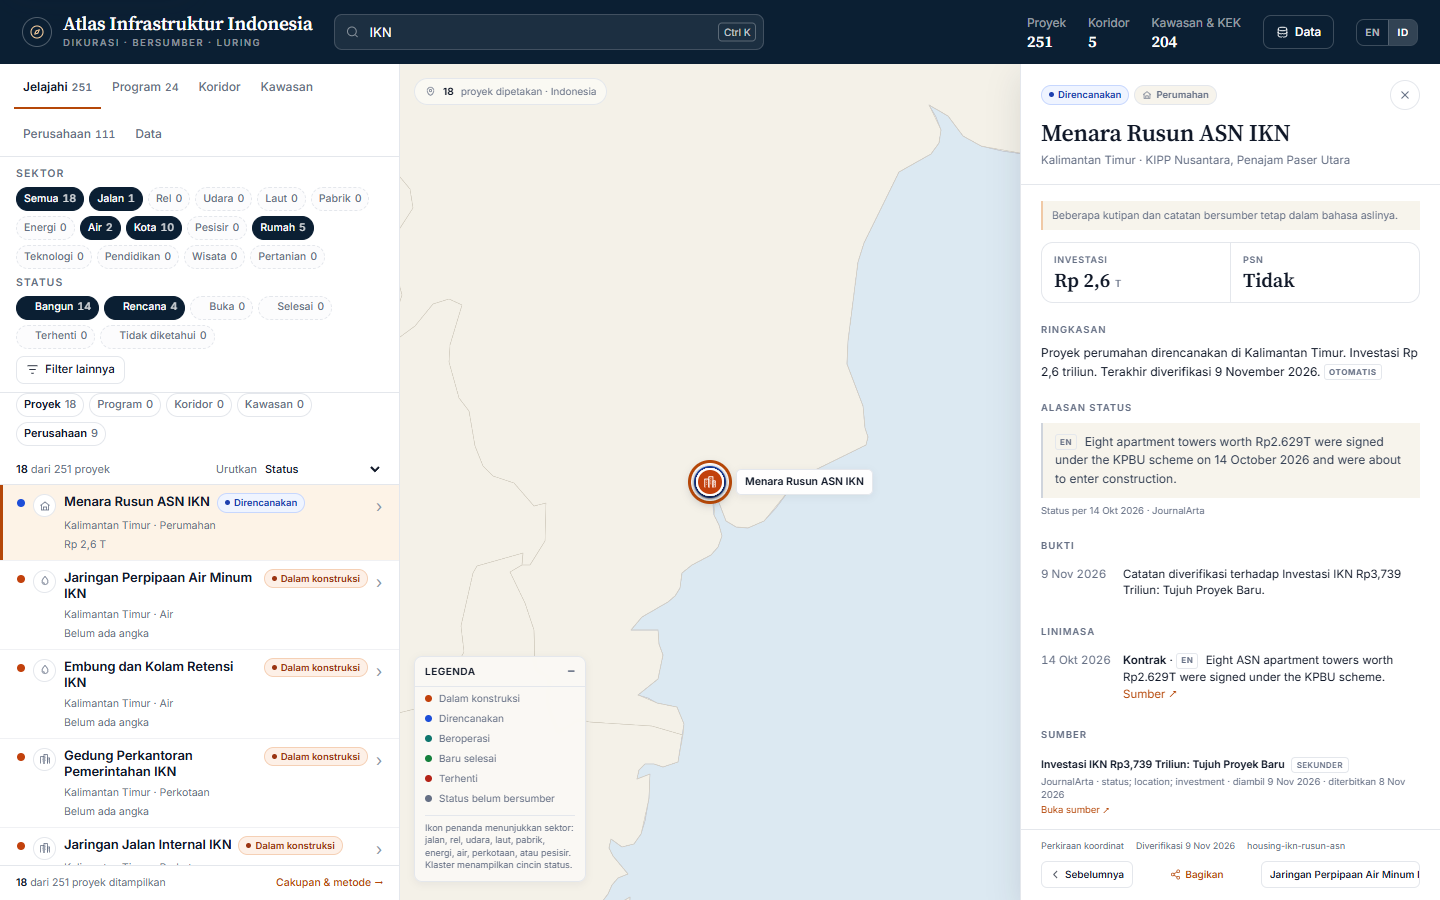 Atlas Infrastruktur Indonesia
DIKURASI · BERSUMBER · LURING
IKN
Ctrl K
Proyek
251
Koridor
5
Kawasan & KEK
204
Data
EN
ID
Jelajahi 251
Program 24
Koridor
Kawasan
Perusahaan 111
Data
SEKTOR
Semua 18
Jalan 1
Rel 0
Udara 0
Laut 0
Pabrik 0
Energi 0
Air 2
Kota 10
Pesisir 0
Rumah 5
Teknologi 0
Pendidikan 0
Wisata 0
Pertanian 0
STATUS
Bangun 14
Rencana 4
Buka 0
Selesai 0
Terhenti 0
Tidak diketahui 0
Filter lainnya
Proyek 18
Program 0
Koridor 0
Kawasan 0
Perusahaan 9
18 dari 251 proyek
Urutkan Status
Menara Rusun ASN IKN
Direncanakan
Kalimantan Timur · Perumahan
Rp 2,6 T
Jaringan Perpipaan Air Minum
IKN
Dalam konstruksi
Kalimantan Timur · Air
Belum ada angka
Embung dan Kolam Retensi
IKN
Dalam konstruksi
Kalimantan Timur · Air
Belum ada angka
Gedung Perkantoran
Pemerintahan IKN
Dalam konstruksi
Kalimantan Timur · Perkotaan
Belum ada angka
Jaringan Jalan Internal IKN
Dalam konstruksi
18 dari 251 proyek ditampilkan
Cakupan & metode →
18 proyek dipetakan · Indonesia
Menara Rusun ASN IKN
LEGENDA
Dalam konstruksi
Direncanakan
Beroperasi
Baru selesai
Terhenti
Status belum bersumber
Ikon penanda menunjukkan sektor:
jalan, rel, udara, laut, pabrik,
energi, air, perkotaan, atau pesisir.
Klaster menampilkan cincin status.
Direncanakan
Perumahan
Menara Rusun ASN IKN
Kalimantan Timur · KIPP Nusantara, Penajam Paser Utara
Beberapa kutipan dan catatan bersumber tetap dalam bahasa aslinya.
INVESTASI
Rp 2,6 T
PSN
Tidak
RINGKASAN
Proyek perumahan direncanakan di Kalimantan Timur. Investasi Rp
2,6 triliun. Terakhir diverifikasi 9 November 2026. OTOMATIS
ALASAN STATUS
EN Eight apartment towers worth Rp2.629T were signed
under the KPBU scheme on 14 October 2026 and were about
to enter construction.
Status per 14 Okt 2026 · JournalArta
BUKTI
9 Nov 2026
Catatan diverifikasi terhadap Investasi IKN Rp3,739
Triliun: Tujuh Proyek Baru.
LINIMASA
14 Okt 2026
Kontrak · EN Eight ASN apartment towers worth
Rp2.629T were signed under the KPBU scheme.
Sumber ↗
SUMBER
Investasi IKN Rp3,739 Triliun: Tujuh Proyek Baru SEKUNDER
JournalArta · status; location; investment · diambil 9 Nov 2026 · diterbitkan 8 Nov
2026
Buka sumber ↗
Perkiraan koordinat
Diverifikasi 9 Nov 2026
housing-ikn-rusun-asn
Sebelumnya
Bagikan
Jaringan Perpipaan Air Minum